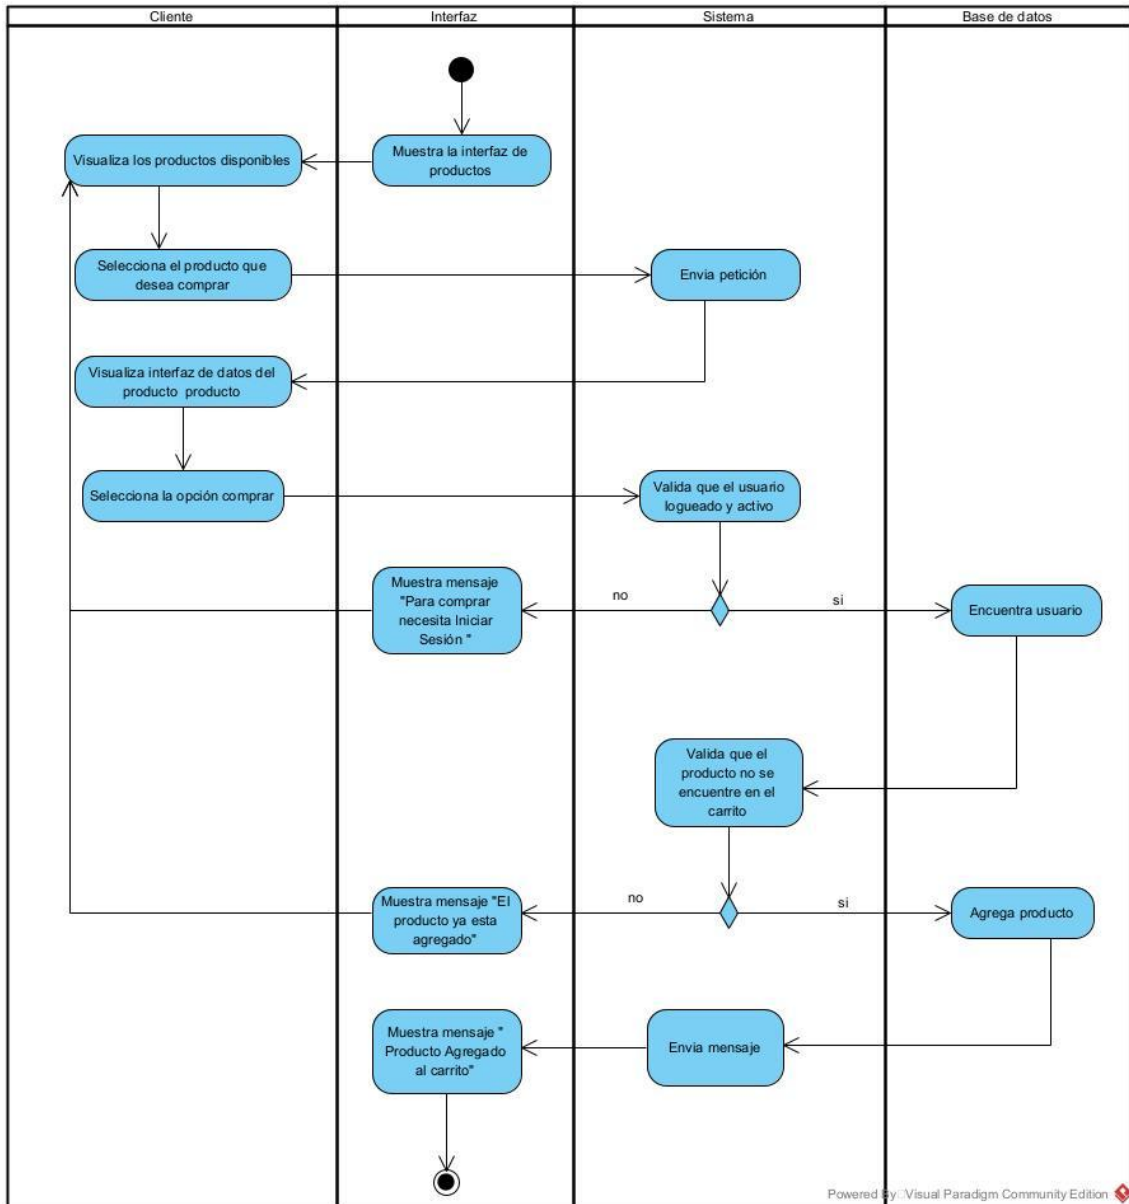 Cliente
Interfaz
Sistema
Base de datos
Muestra la interfaz de
productos
Visualiza los productos disponibles
Selecciona el producto que
desea comprar
Envia petición
Visualiza interfaz de datos del
producto producto
Selecciona la opción comprar
Valida que el usuario
logueado y activo
no
si
Muestra mensaje
"Para comprar
necesita Iniciar
Sesión "
Encuentra usuario
Valida que el
producto no se
encuentre en el
carrito
no
si
Muestra mensaje "El
producto ya esta
agregado"
Agrega producto
Envia mensaje
Muestra mensaje "
Producto Agregado
al carrito"
Powered By Visual Paradigm Community Edition